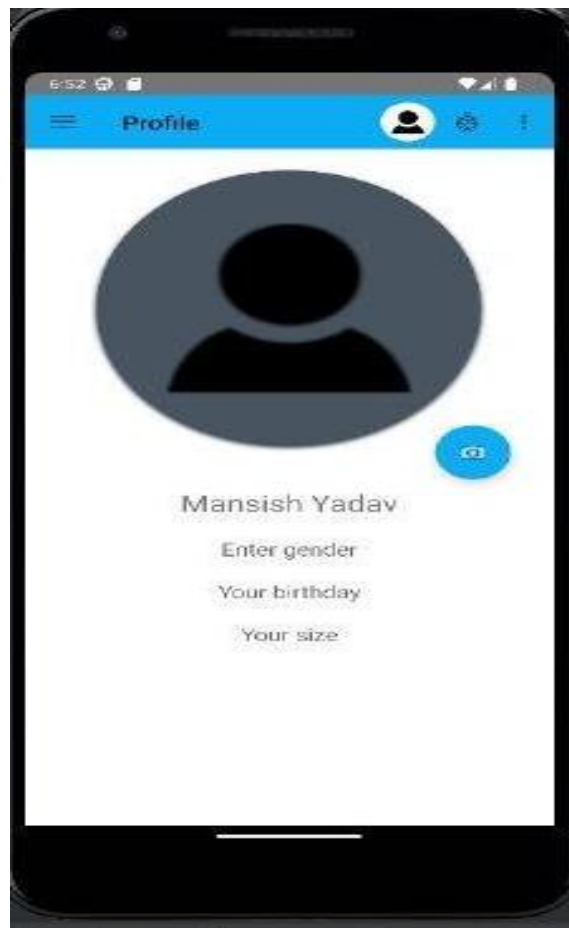 6:52
Profile
Mansish Yadav
Enter gender
Your birthday
Your size